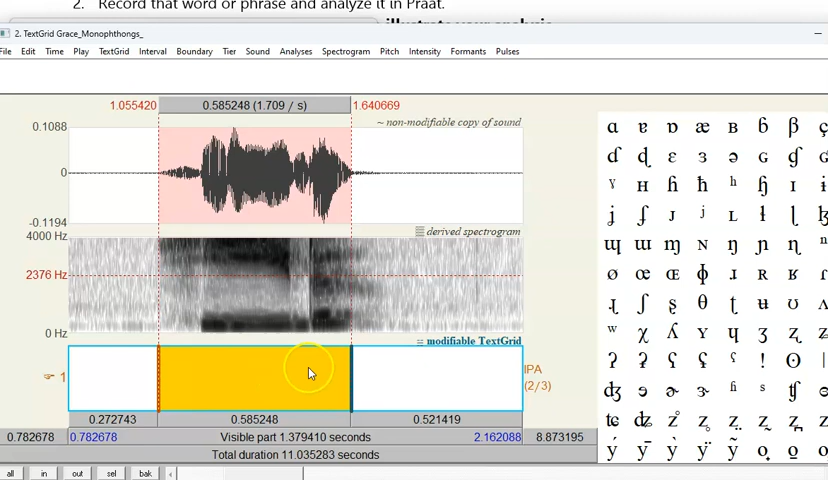 2. Record that word or phrase and analyze it in Praat.
2. TextGrid Grace_Monophthongs_
File Edit Time Play TextGrid Interval Boundary Tier Sound Analyses Spectrogram Pitch Intensity Formants Pulses
1.055420 0.585248 (1.709 / s) 1.640669
~ non-modifiable copy of sound
0.1088
0
-0.1194
derived spectrogram
4000 Hz
2376 Hz
0 Hz
modifiable TextGrid
1
IPA
(2/3)
0.272743 0.585248 0.521419
0.782678 0.782678 Visible part 1.379410 seconds 2.162088 8.873195
Total duration 11.035283 seconds
all in out sel bak
ɑ ɐ ɒ æ ʙ ɓ β ç
ɗ ɖ ɛ ɜ ə ɢ ɠ
ɣ ʜ ɦ ħ ʰ ɧ ɪ ɨ
ʝ ʄ ɹ ʲ ʟ ɬ ɭ ɮ
ɰ ɯ ɱ ɴ ŋ ɲ ɳ ⁿ
ø œ ɶ ɸ ɹ ʀ ʁ ɾ
ɻ ʃ ʂ θ ʈ ʉ ʊ ʌ
ʷ χ ʎ ʏ ɥ ʒ ʐ
ʔ ʡ ʕ ʢ ˤ ! ʘ |
ʤ ɘ ɚ ɝ ʧ
ʨ ʥ